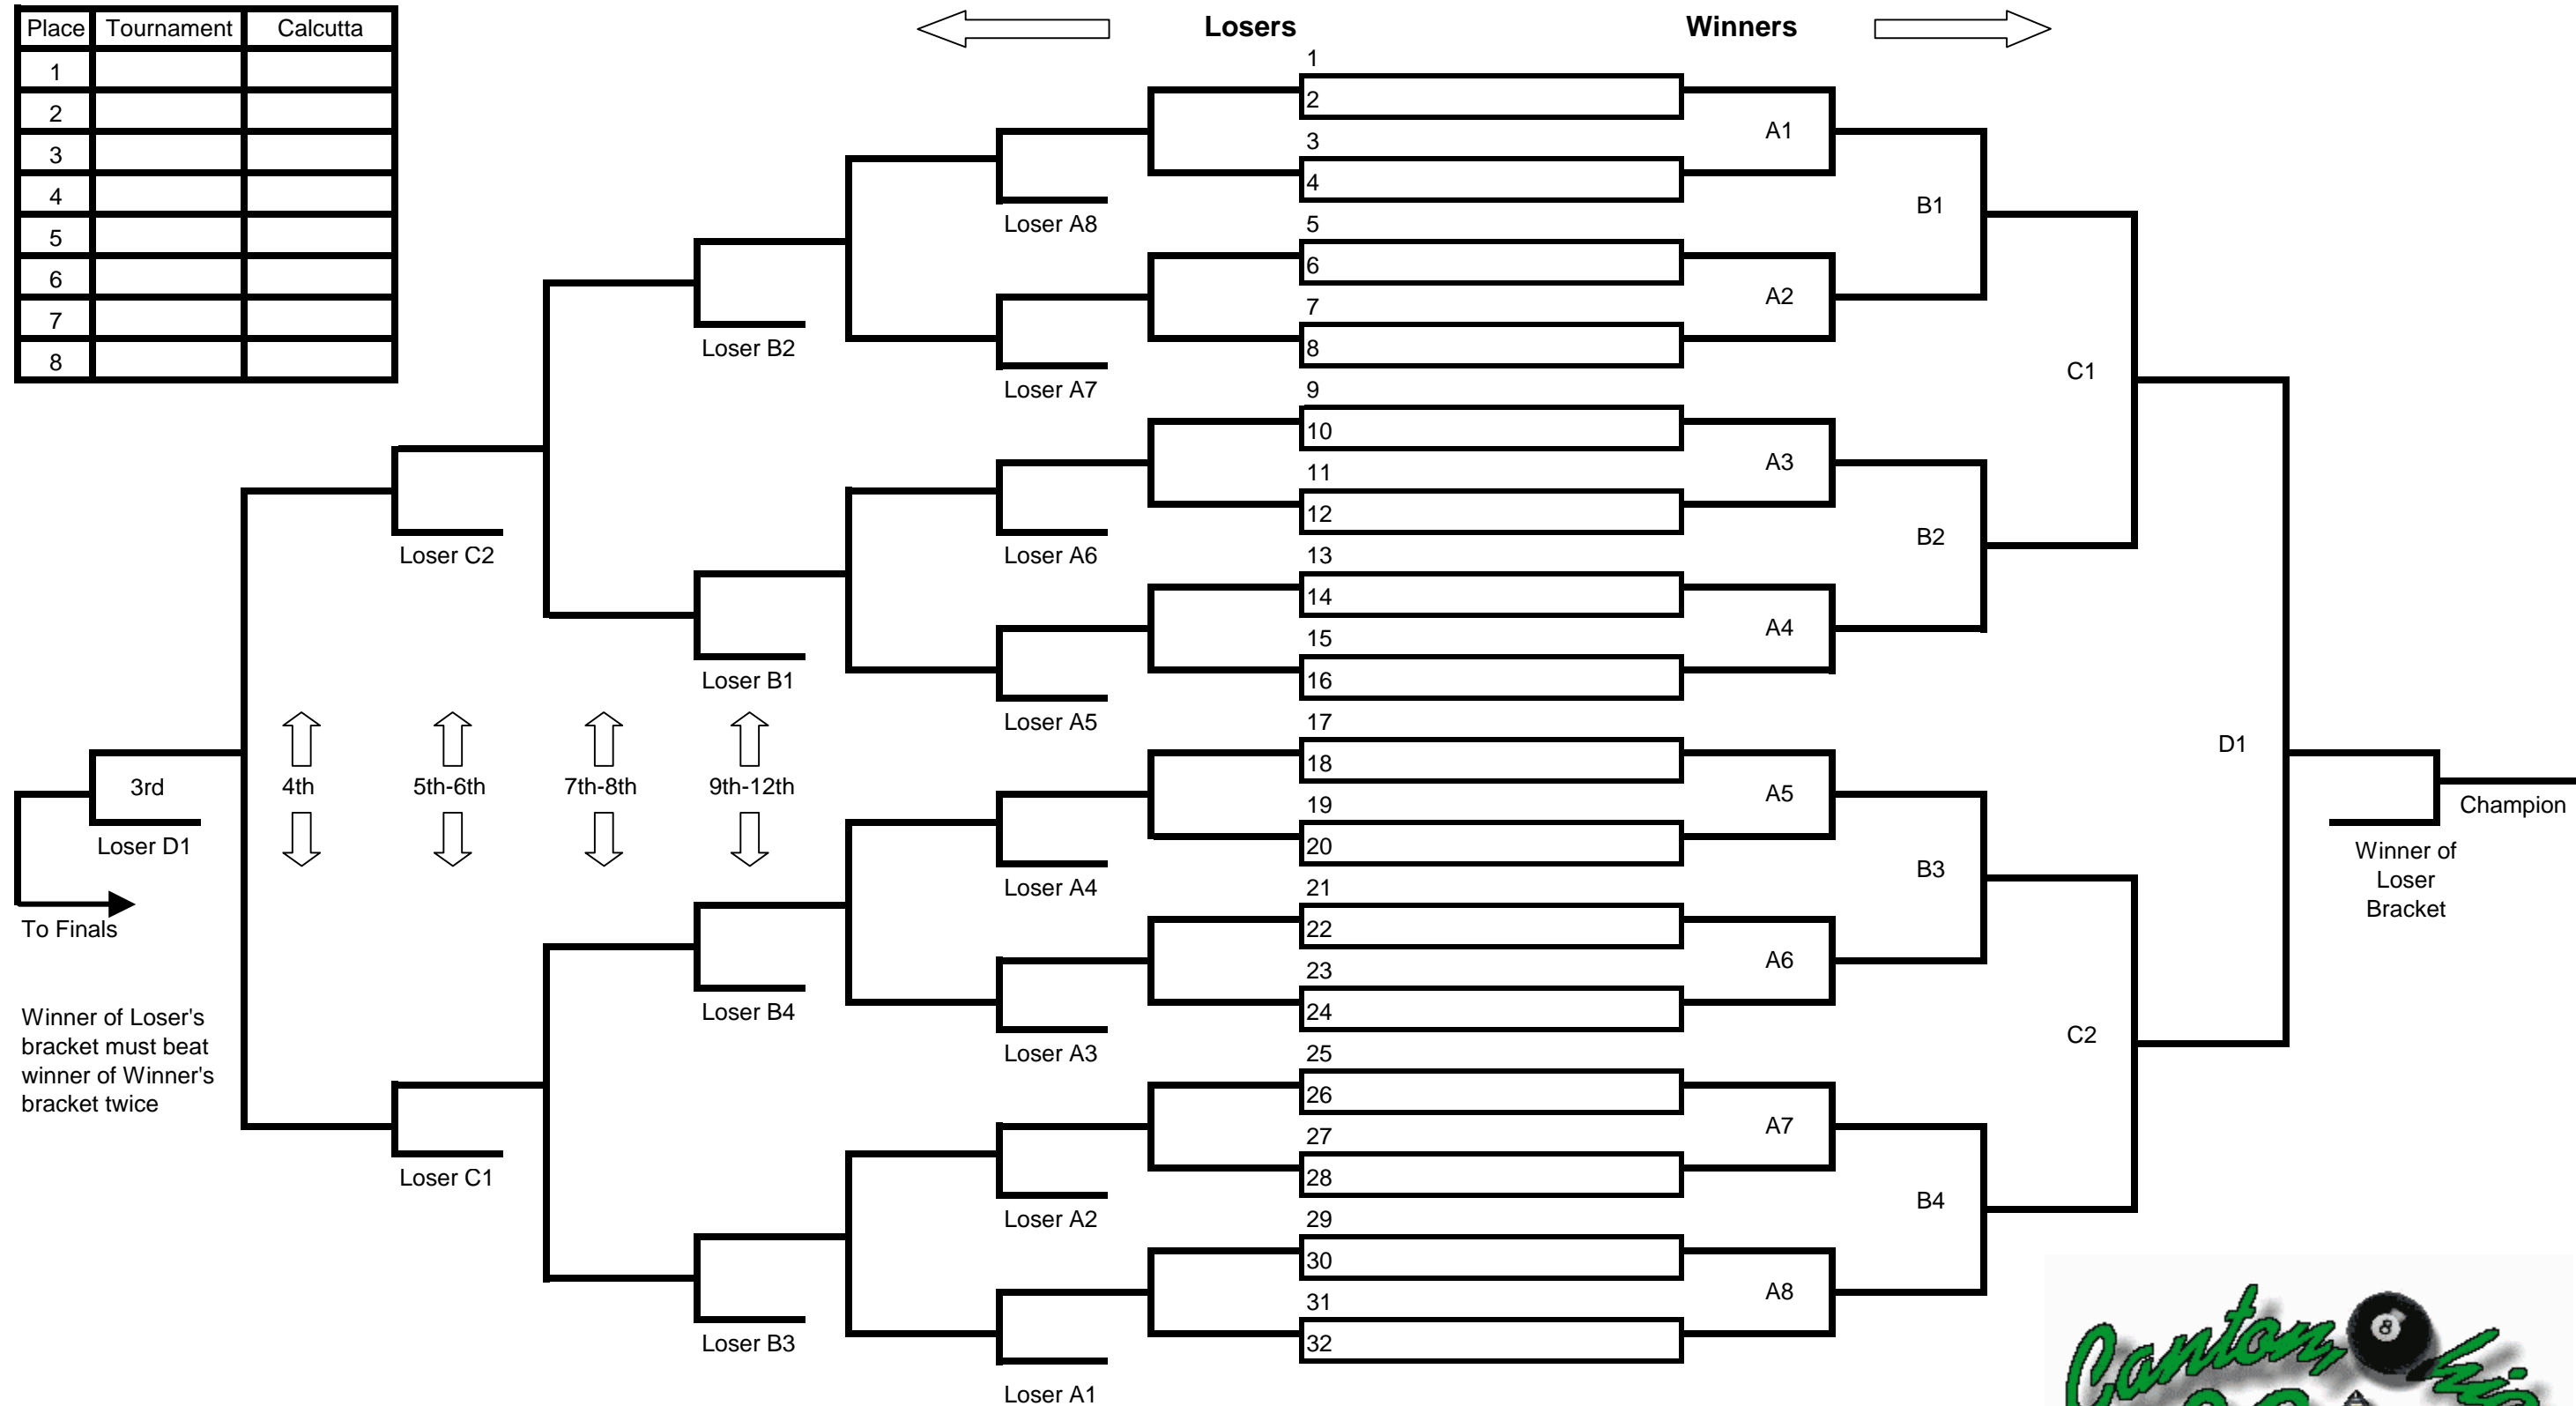 Place Tournament Calcutta
1
2
3
4
5
6
7
8
Losers
Winners
1
2
3
4
5
6
7
8
9
10
11
12
13
14
15
16
17
18
19
20
21
22
23
24
25
26
27
28
29
30
31
32
A1
A2
A3
A4
A5
A6
A7
A8
B1
B2
B3
B4
C1
C2
D1
Champion
Winner of
Loser
Bracket
Loser A8
Loser A7
Loser A6
Loser A5
Loser A4
Loser A3
Loser A2
Loser A1
Loser B2
Loser B1
Loser B4
Loser B3
Loser C2
Loser C1
3rd
4th
5th-6th
7th-8th
9th-12th
Loser D1
To Finals
Winner of Loser's
bracket must beat
winner of Winner's
bracket twice
Canton, Ohio
8